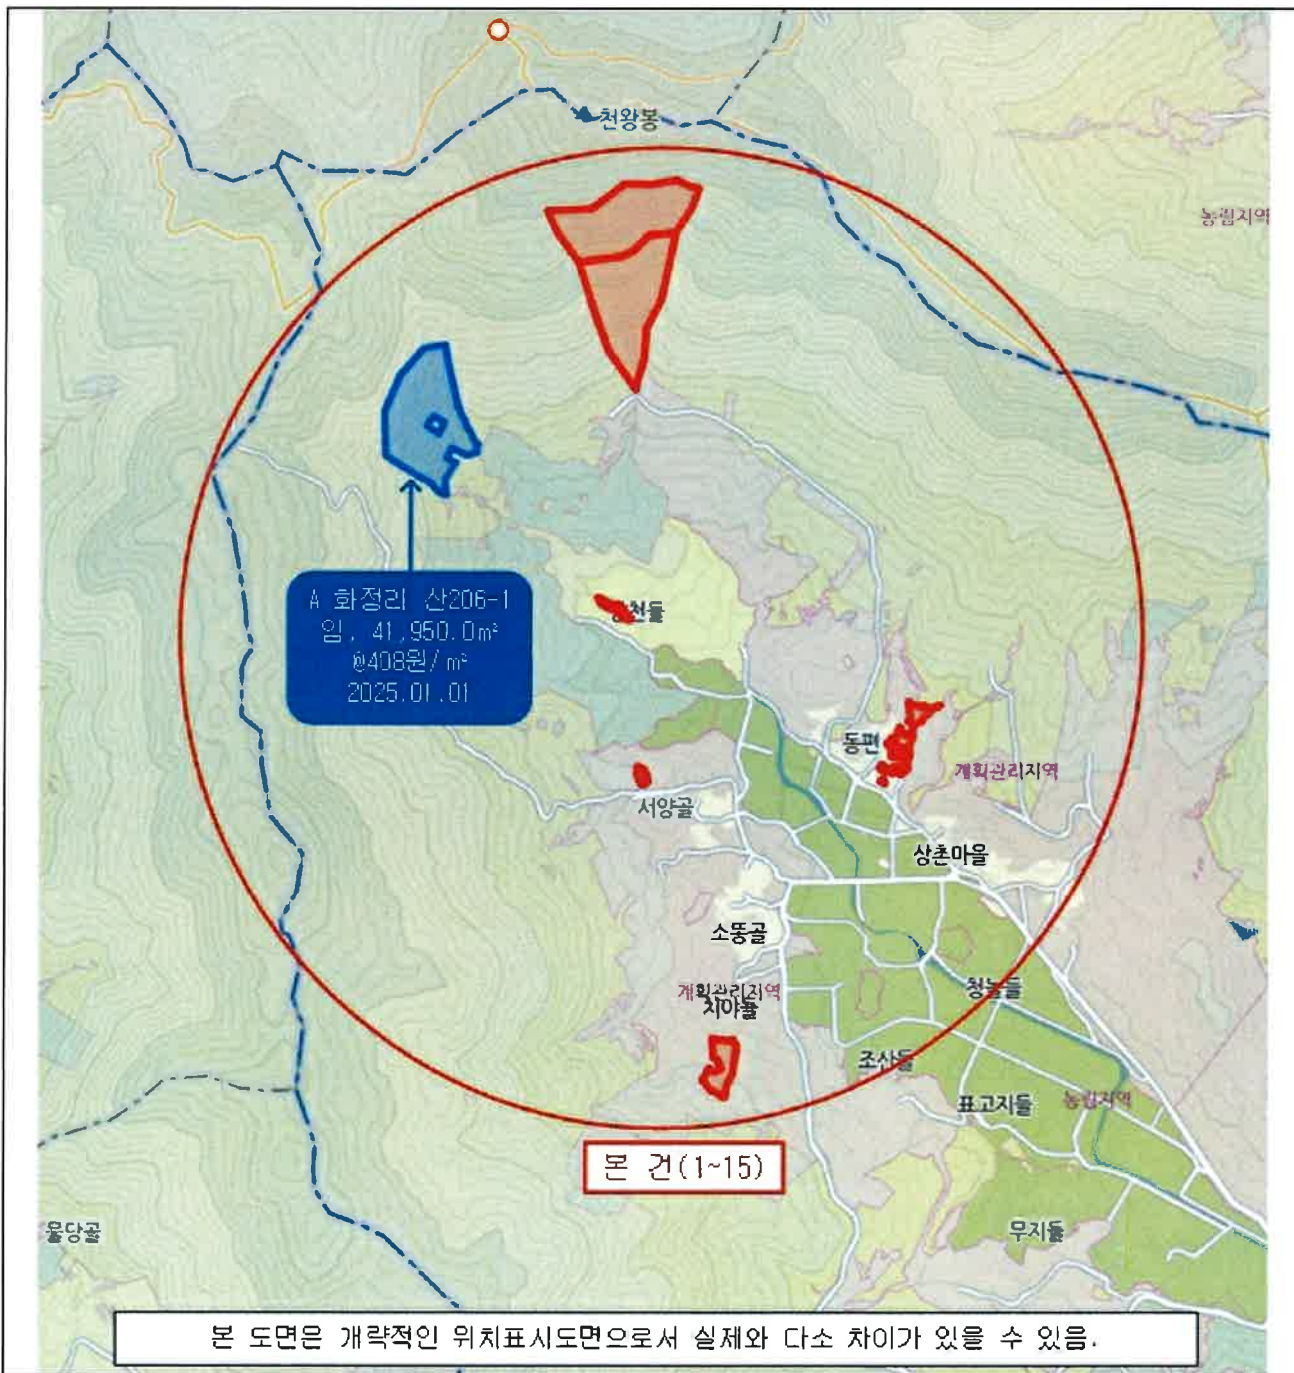 천왕봉
농림지역
A 화정리 산206-1
임, 41,950.0㎡
@408원/㎡
2025.01.01
동편
계획관리지역
서양골
상촌마을
소똥골
계획관리지역
지야들
청놀들
조산들
표고지들
농림지역
본 건(1~15)
물당골
무지들
본 도면은 개략적인 위치표시도면으로서 실제와 다소 차이가 있을 수 있음.